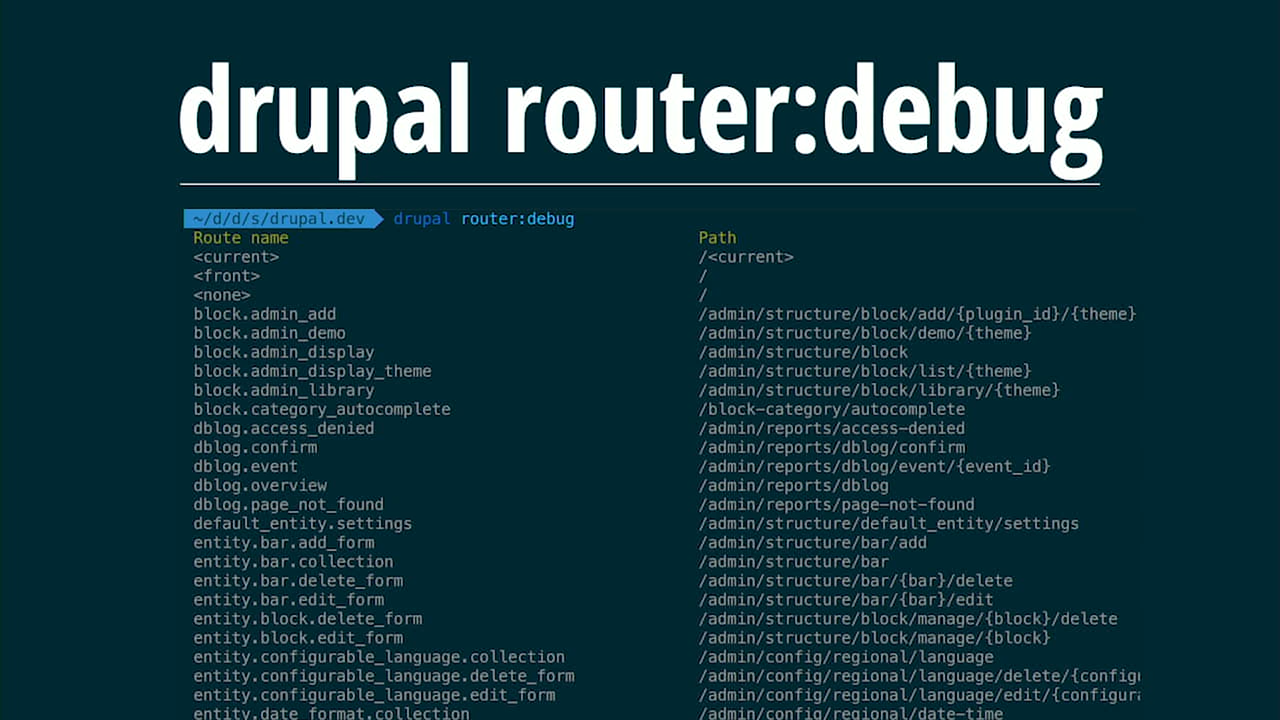 drupal router:debug
~/d/d/s/drupal.dev drupal router:debug
Route name Path
<current> /<current>
<front> /
<none> /
block.admin_add /admin/structure/block/add/{plugin_id}/{theme}
block.admin_demo /admin/structure/block/demo/{theme}
block.admin_display /admin/structure/block
block.admin_display_theme /admin/structure/block/list/{theme}
block.admin_library /admin/structure/block/library/{theme}
block.category_autocomplete /block-category/autocomplete
dblog.access_denied /admin/reports/access-denied
dblog.confirm /admin/reports/dblog/confirm
dblog.event /admin/reports/dblog/event/{event_id}
dblog.overview /admin/reports/dblog
dblog.page_not_found /admin/reports/page-not-found
default_entity.settings /admin/structure/default_entity/settings
entity.bar.add_form /admin/structure/bar/add
entity.bar.collection /admin/structure/bar
entity.bar.delete_form /admin/structure/bar/{bar}/delete
entity.bar.edit_form /admin/structure/bar/{bar}/edit
entity.block.delete_form /admin/structure/block/manage/{block}/delete
entity.block.edit_form /admin/structure/block/manage/{block}
entity.configurable_language.collection /admin/config/regional/language
entity.configurable_language.delete_form /admin/config/regional/language/delete/{configu
entity.configurable_language.edit_form /admin/config/regional/language/edit/{configura
entity.date_format.collection /admin/config/regional/date-time